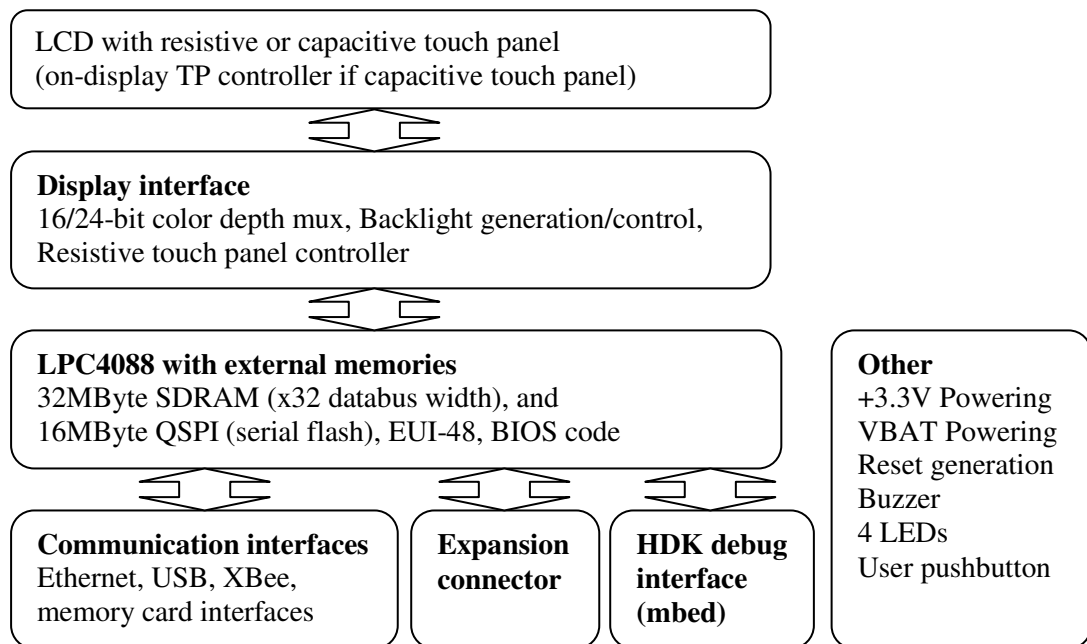 LCD with resistive or capacitive touch panel
(on-display TP controller if capacitive touch panel)
Display interface
16/24-bit color depth mux, Backlight generation/control,
Resistive touch panel controller
LPC4088 with external memories
32MByte SDRAM (x32 databus width), and
16MByte QSPI (serial flash), EUI-48, BIOS code
Other
+3.3V Powering
VBAT Powering
Reset generation
Buzzer
4 LEDs
User pushbutton
Communication interfaces
Ethernet, USB, XBee,
memory card interfaces
Expansion
connector
HDK debug
interface
(mbed)